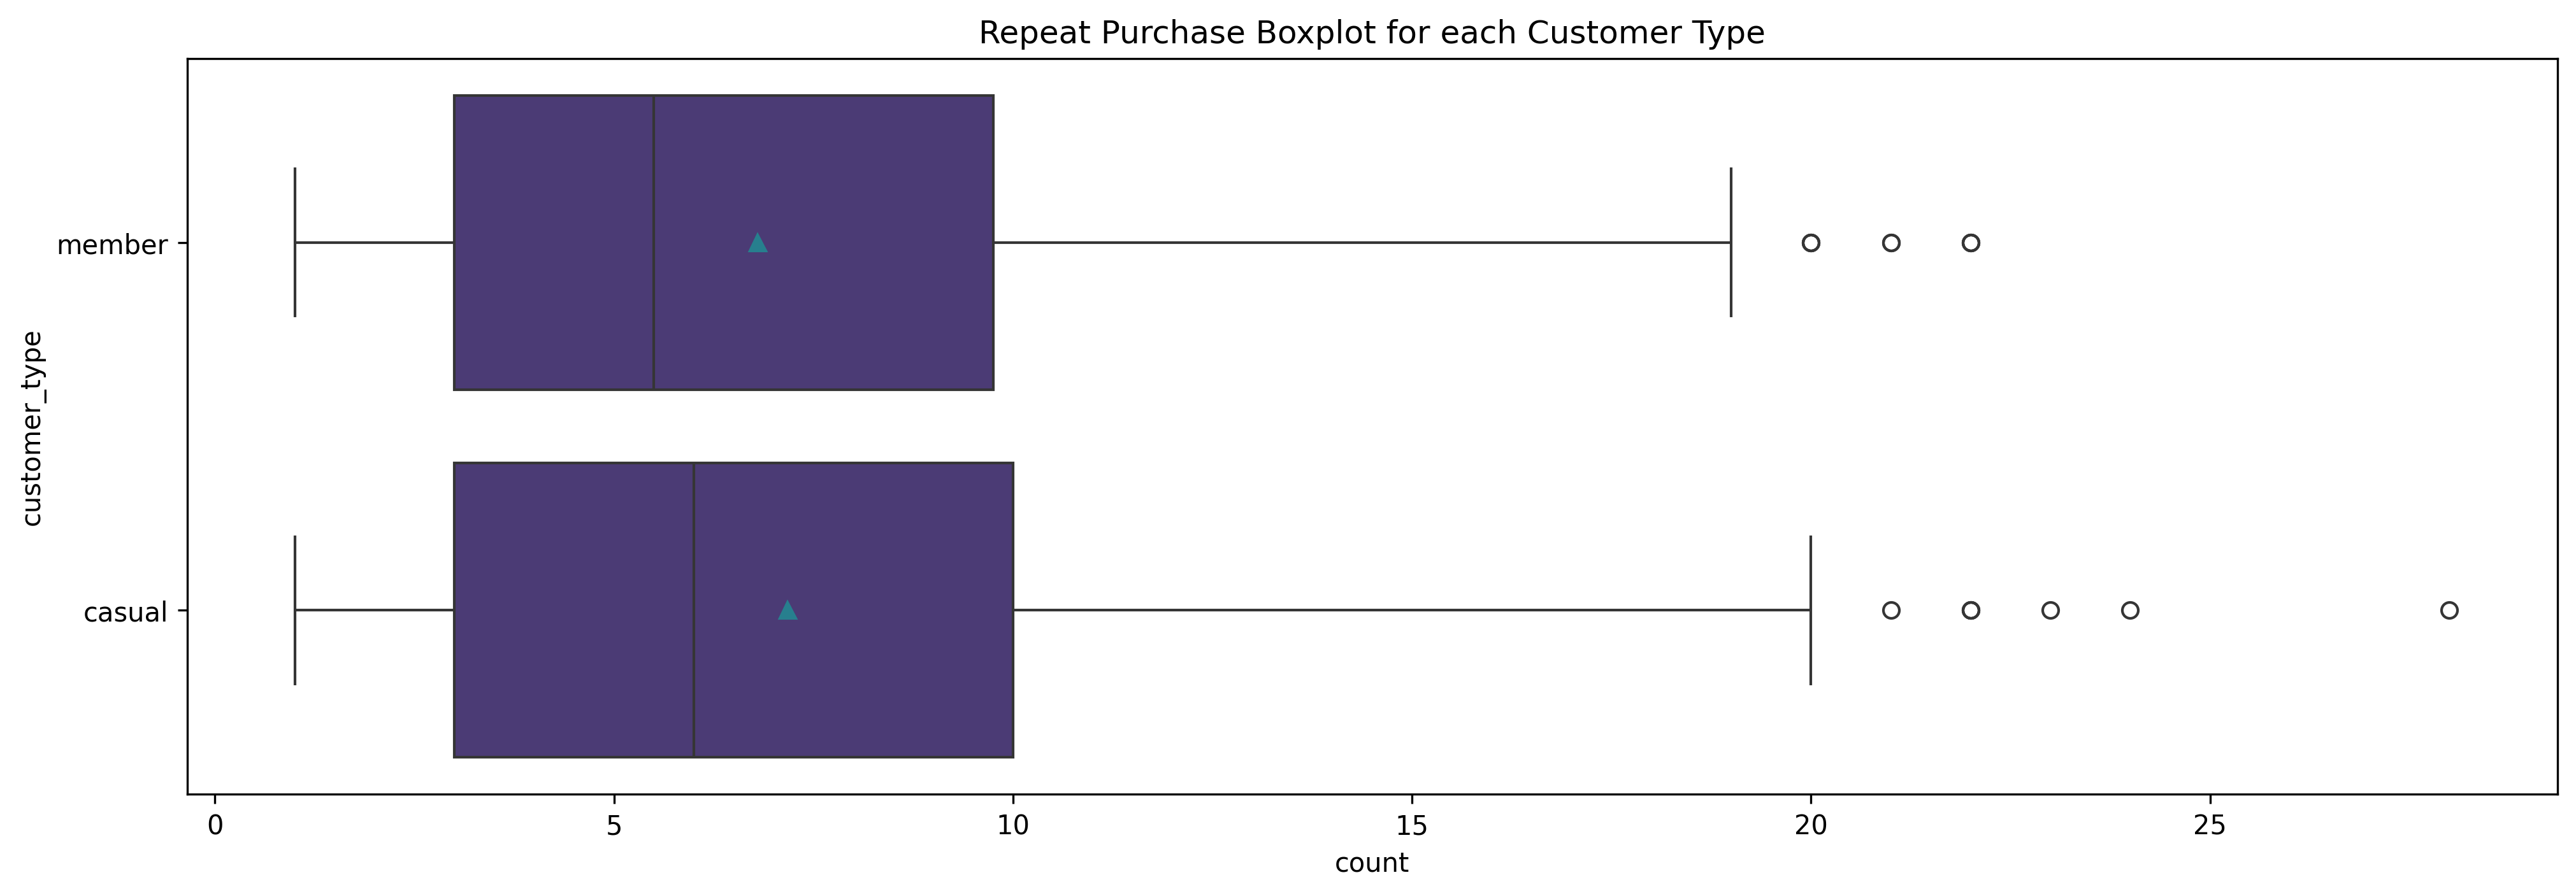 Repeat Purchase Boxplot for each Customer Type
customer_type
member
casual
0 5 10 15 20 25
count